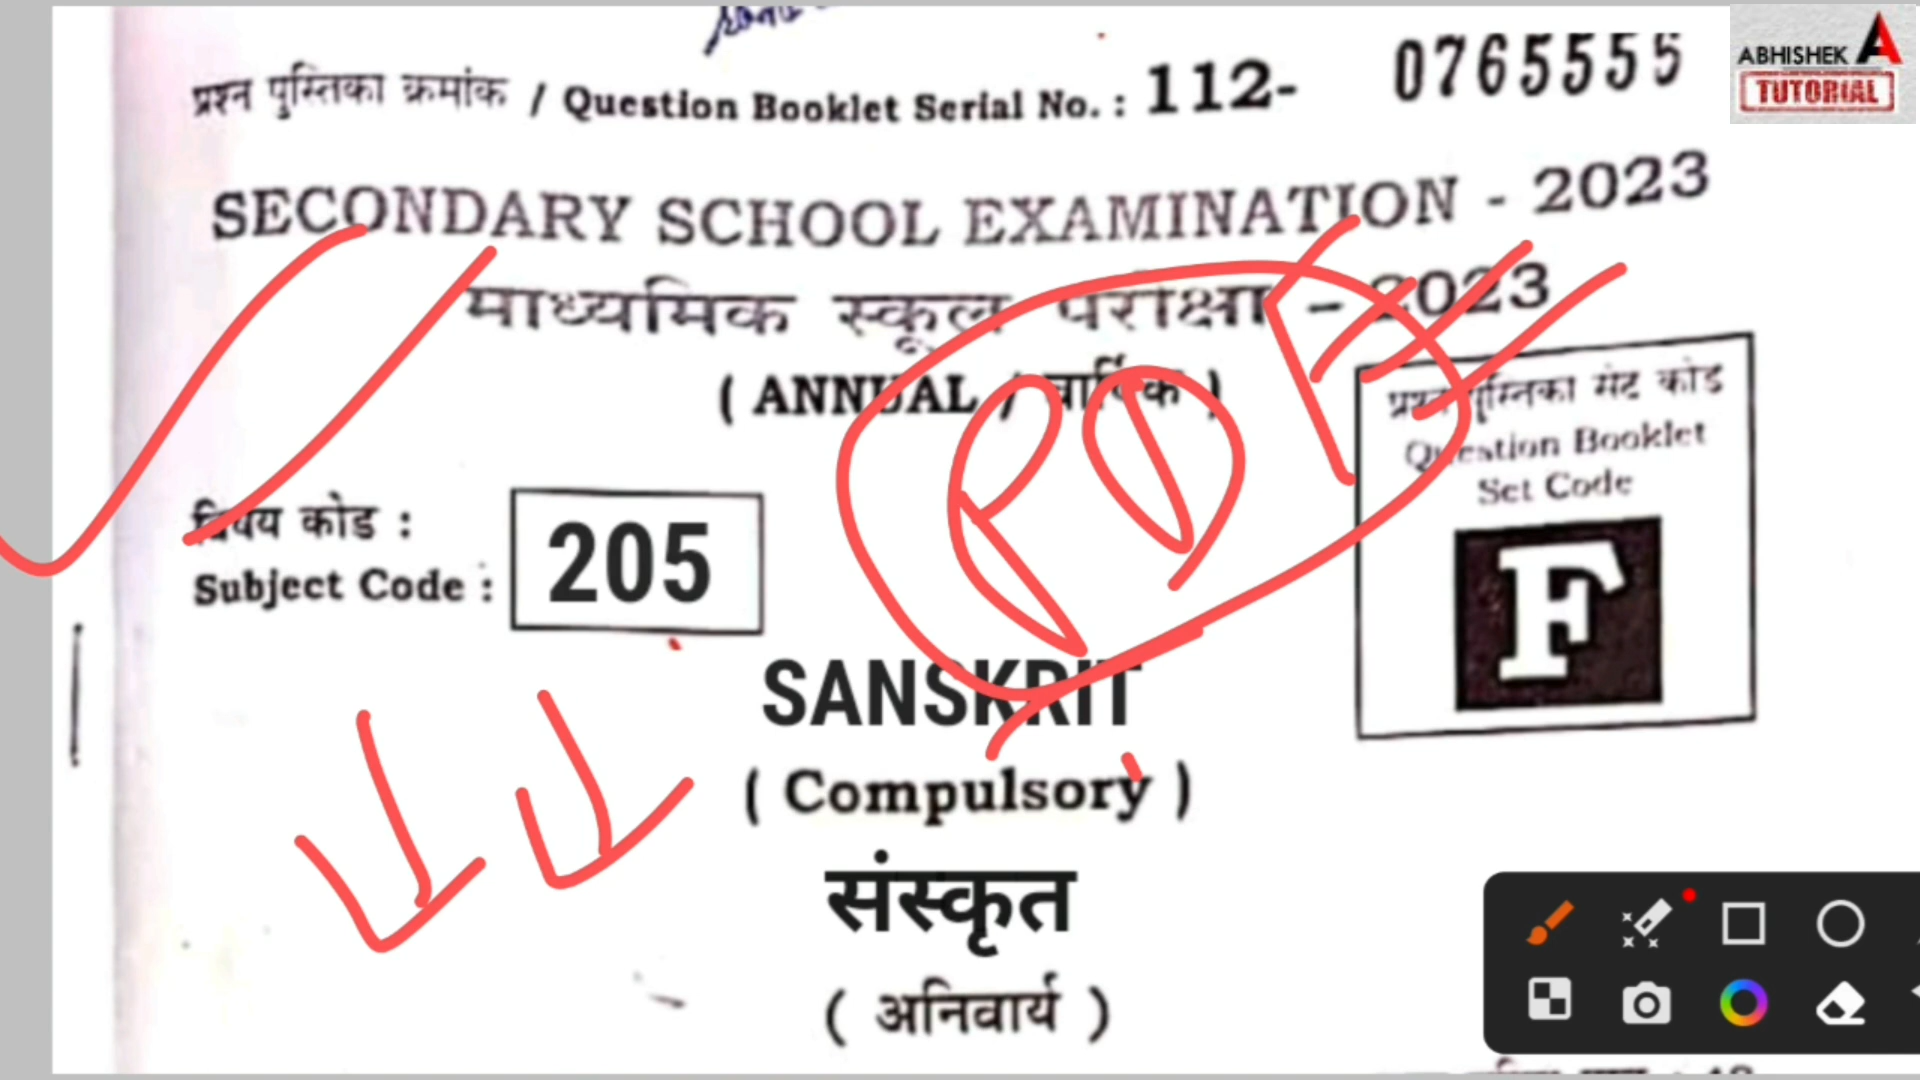 प्रश्न पुस्तिका क्रमांक / Question Booklet Serial No. : 112- 0765555
ABHISHEK A
TUTORIAL
SECONDARY SCHOOL EXAMINATION - 2023
माध्यमिक स्कूल परीक्षा - 2023
( ANNUAL / वार्षिक )
PDF
प्रश्न पुस्तिका सेट कोड
Question Booklet
Set Code
F
विषय कोड :
Subject Code :
205
SANSKRIT
( Compulsory )
संस्कृत
( अनिवार्य )